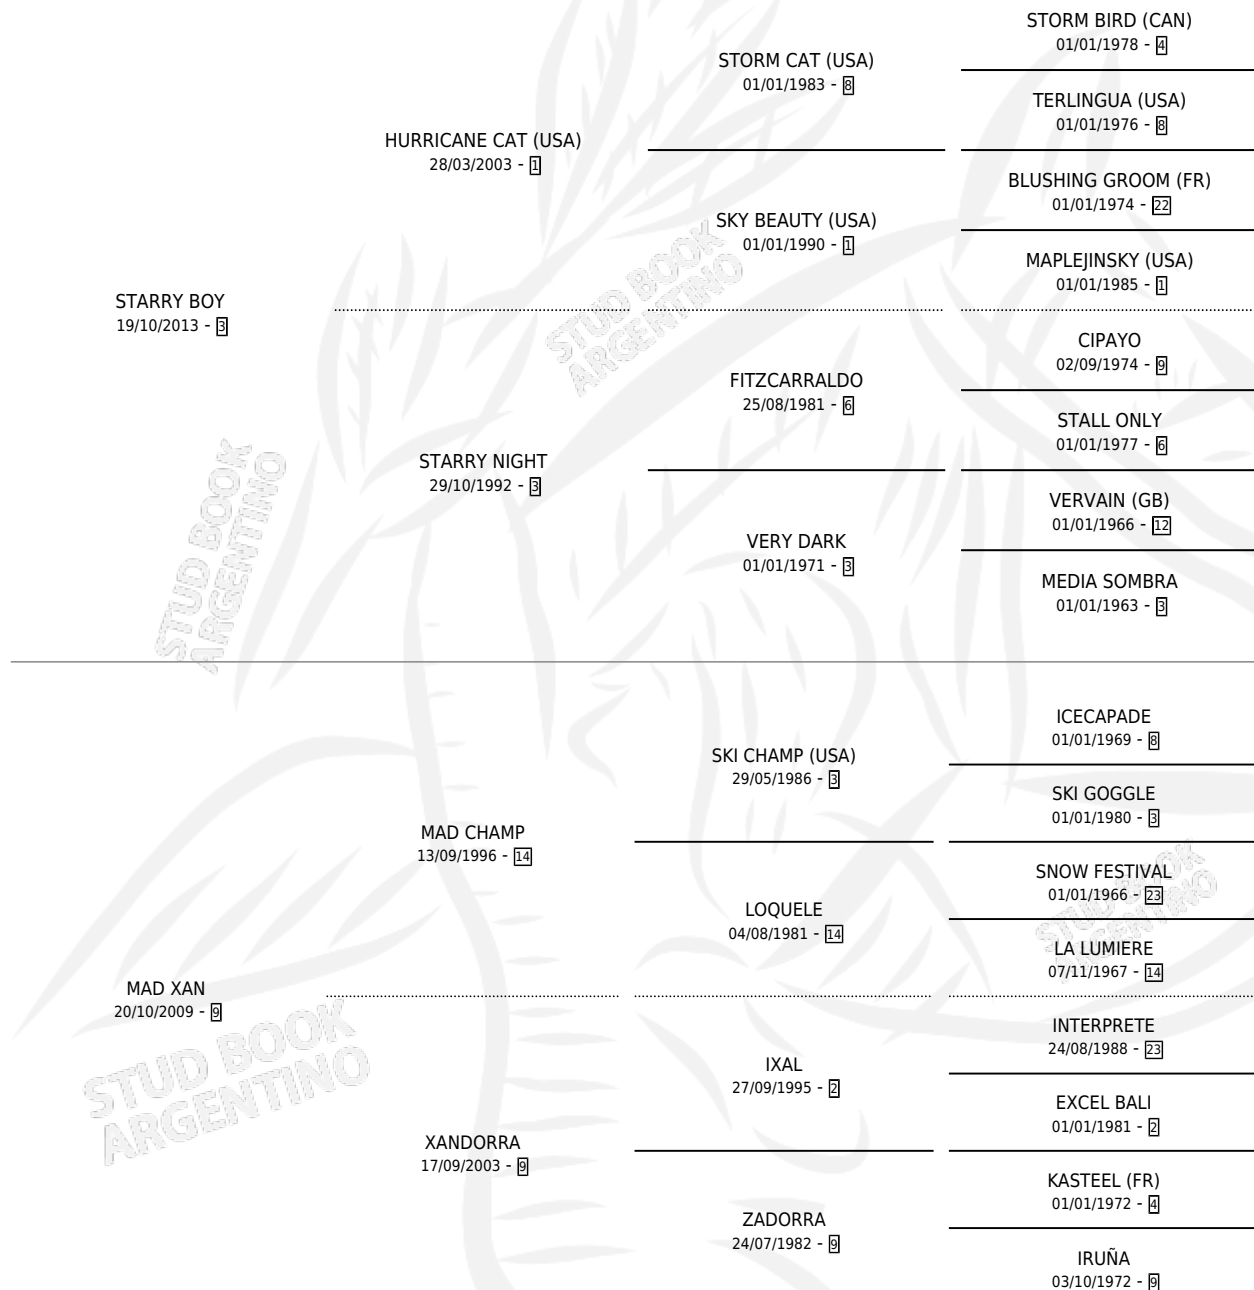 STORM BIRD (CAN)
01/01/1978 - 4
STORM CAT (USA)
01/01/1983 - 8
TERLINGUA (USA)
01/01/1976 - 8
HURRICANE CAT (USA)
28/03/2003 - 1
BLUSHING GROOM (FR)
01/01/1974 - 22
SKY BEAUTY (USA)
01/01/1990 - 1
MAPLEJINSKY (USA)
01/01/1985 - 1
STARRY BOY
19/10/2013 - 3
CIPAYO
02/09/1974 - 9
FITZCARRALDO
25/08/1981 - 6
STALL ONLY
01/01/1977 - 6
STARRY NIGHT
29/10/1992 - 3
VERVAIN (GB)
01/01/1966 - 12
VERY DARK
01/01/1971 - 3
MEDIA SOMBRA
01/01/1963 - 3
ICECAPADE
01/01/1969 - 8
SKI CHAMP (USA)
29/05/1986 - 3
SKI GOGGLE
01/01/1980 - 3
MAD CHAMP
13/09/1996 - 14
SNOW FESTIVAL
01/01/1966 - 23
LOQUELE
04/08/1981 - 14
LA LUMIERE
07/11/1967 - 14
MAD XAN
20/10/2009 - 9
INTERPRETE
24/08/1988 - 23
IXAL
27/09/1995 - 2
EXCEL BALI
01/01/1981 - 2
XANDORRA
17/09/2003 - 9
KASTEEL (FR)
01/01/1972 - 4
ZADORRA
24/07/1982 - 9
IRUÑA
03/10/1972 - 9
STUD BOOK
ARGENTINO
STUD BOOK
ARGENTINO
STUD BOOK
ARGENTINO
STUD BOOK
ARGENTINO